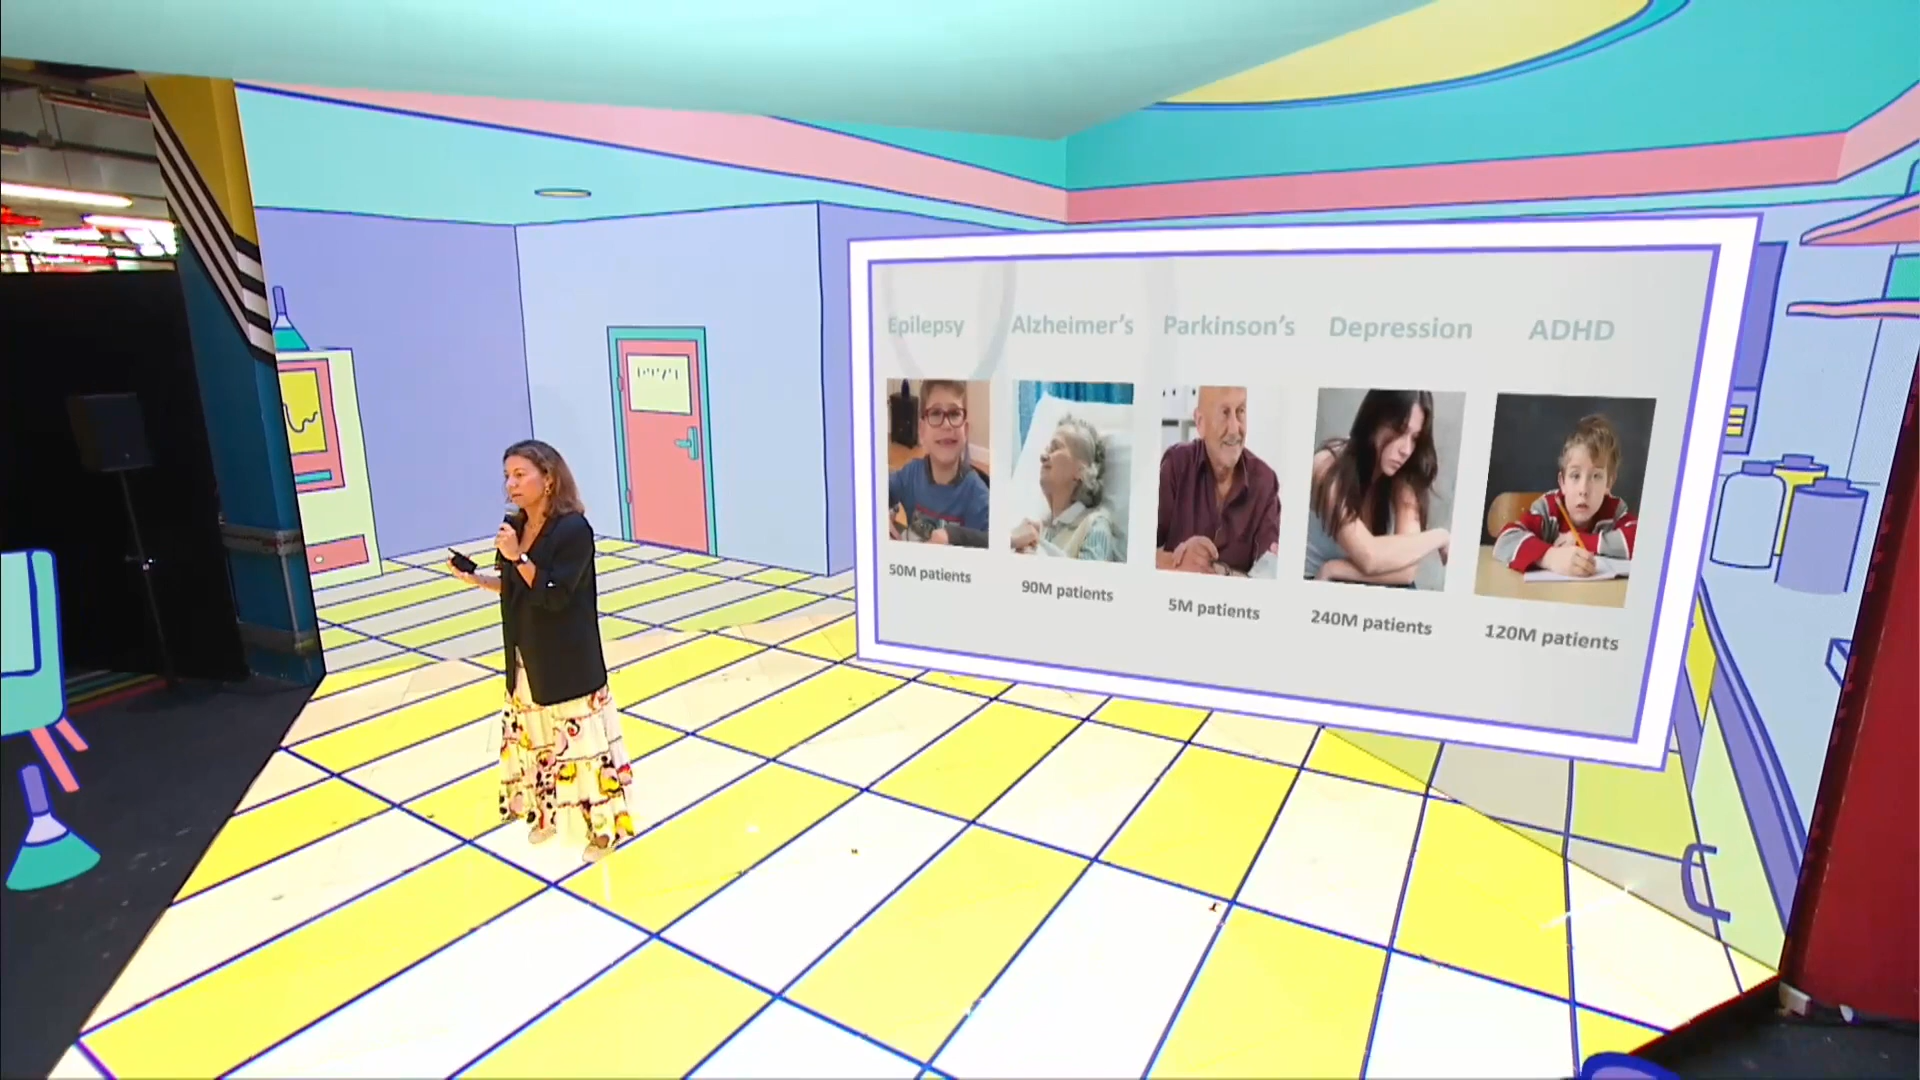 Epilepsy Alzheimer's Parkinson's Depression ADHD
50M patients 90M patients 5M patients 240M patients 120M patients